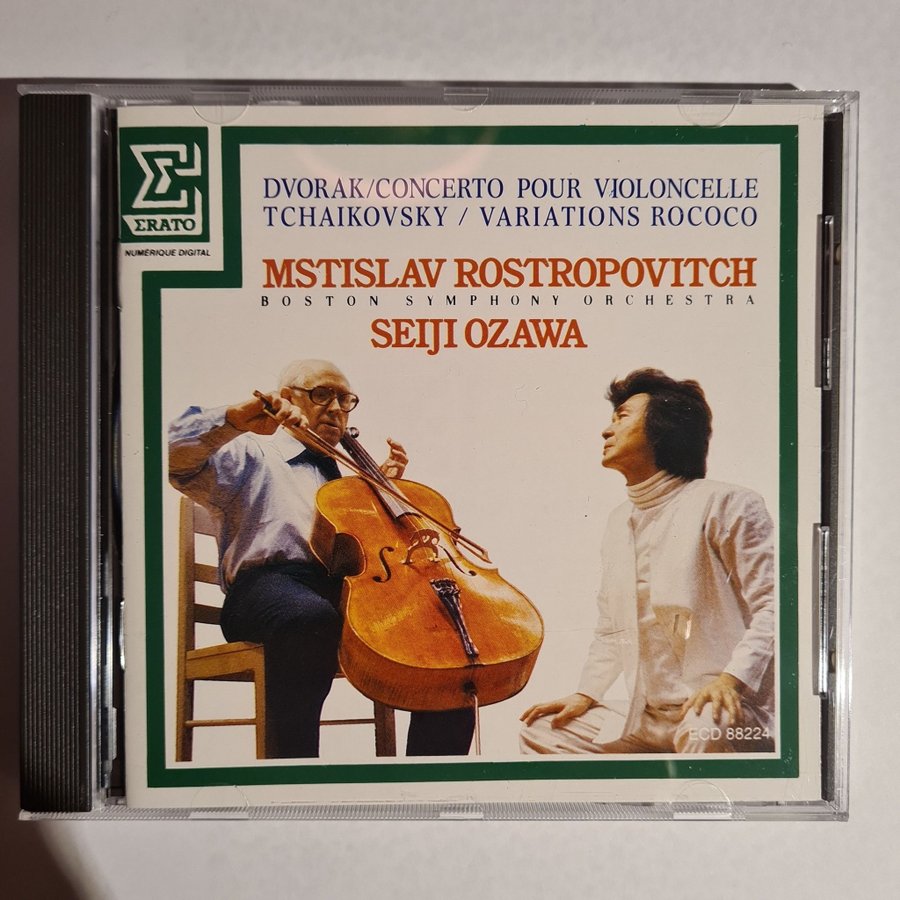 ΣRATO
NUMÉRIQUE DIGITAL
DVORAK/CONCERTO POUR VIOLONCELLE
TCHAIKOVSKY / VARIATIONS ROCOCO
MSTISLAV ROSTROPOVITCH
BOSTON SYMPHONY ORCHESTRA
SEIJI OZAWA
ECD 88224